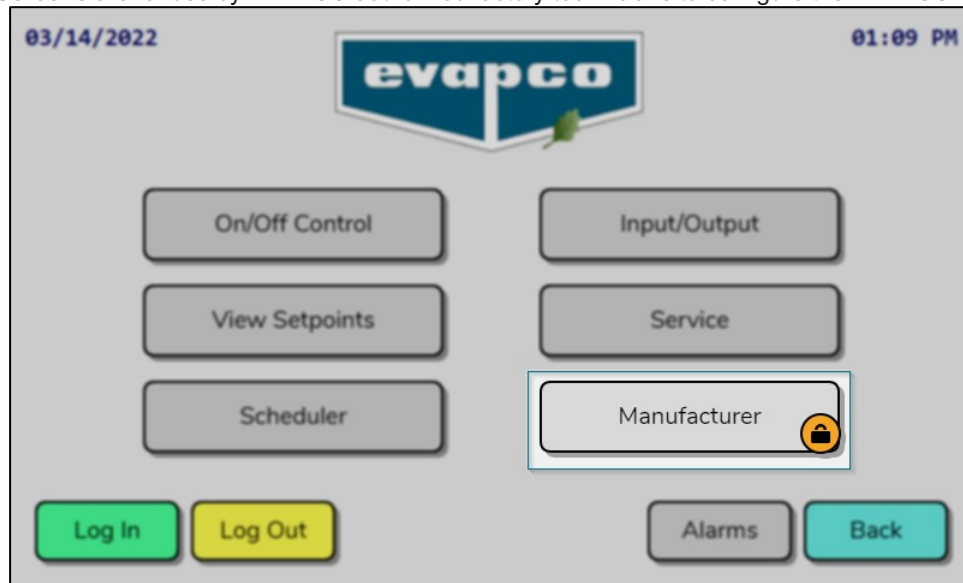 03/14/2022
01:09 PM
evapco
On/Off Control
Input/Output
View Setpoints
Service
Scheduler
Manufacturer
Log In
Log Out
Alarms
Back